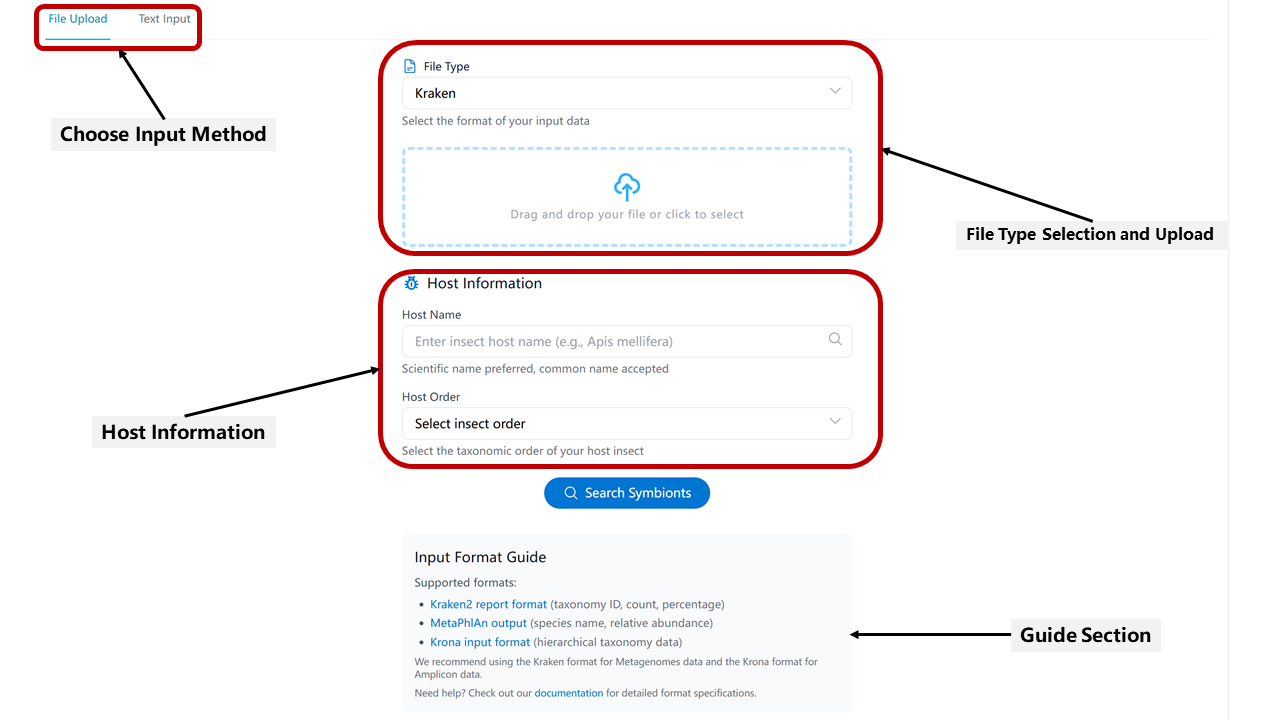 File Upload
Text Input
Choose Input Method
File Type
Kraken
Select the format of your input data
Drag and drop your file or click to select
File Type Selection and Upload
Host Information
Host Name
Enter insect host name (e.g., Apis mellifera)
Scientific name preferred, common name accepted
Host Order
Select insect order
Select the taxonomic order of your host insect
Host Information
Search Symbionts
Input Format Guide
Supported formats:
• Kraken2 report format (taxonomy ID, count, percentage)
• MetaPhlAn output (species name, relative abundance)
• Krona input format (hierarchical taxonomy data)
We recommend using the Kraken format for Metagenomes data and the Krona format for
Amplicon data.
Need help? Check out our documentation for detailed format specifications.
Guide Section